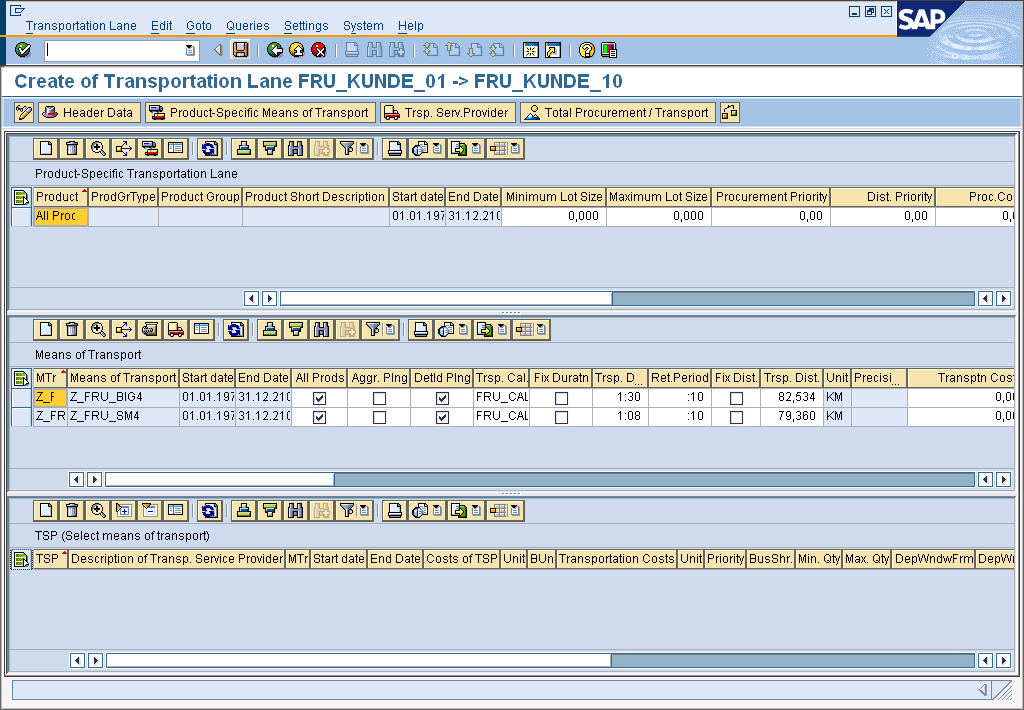 Transportation Lane Edit Goto Queries Settings System Help
SAP
Create of Transportation Lane FRU_KUNDE_01 -> FRU_KUNDE_10
Header Data Product-Specific Means of Transport Trsp. Serv.Provider Total Procurement / Transport
Product-Specific Transportation Lane
Product ProdGrType Product Group Product Short Description Start date End Date Minimum Lot Size Maximum Lot Size Procurement Priority Dist. Priority Proc.Co
All Proc 01.01.197 31.12.210 0,000 0,000 0,00 0,00 0,
Means of Transport
MTr Means of Transport Start date End Date All Prods Aggr. Plng Detld Plng Trsp. Cal. Fix Duratn Trsp. D... Ret.Period Fix Dist. Trsp. Dist. Unit Precisi... Transptn Cos
Z_F Z_FRU_BIG4 01.01.197 31.12.210 FRU_CAL 1:30 :10 82,534 KM 0,0
Z_FR Z_FRU_SM4 01.01.197 31.12.210 FRU_CAL 1:08 :10 79,360 KM 0,0
TSP (Select means of transport)
TSP Description of Transp. Service Provider MTr Start date End Date Costs of TSP Unit BUn Transportation Costs Unit Priority BusShr. Min. Qty Max. Qty DepWndwFrm DepW